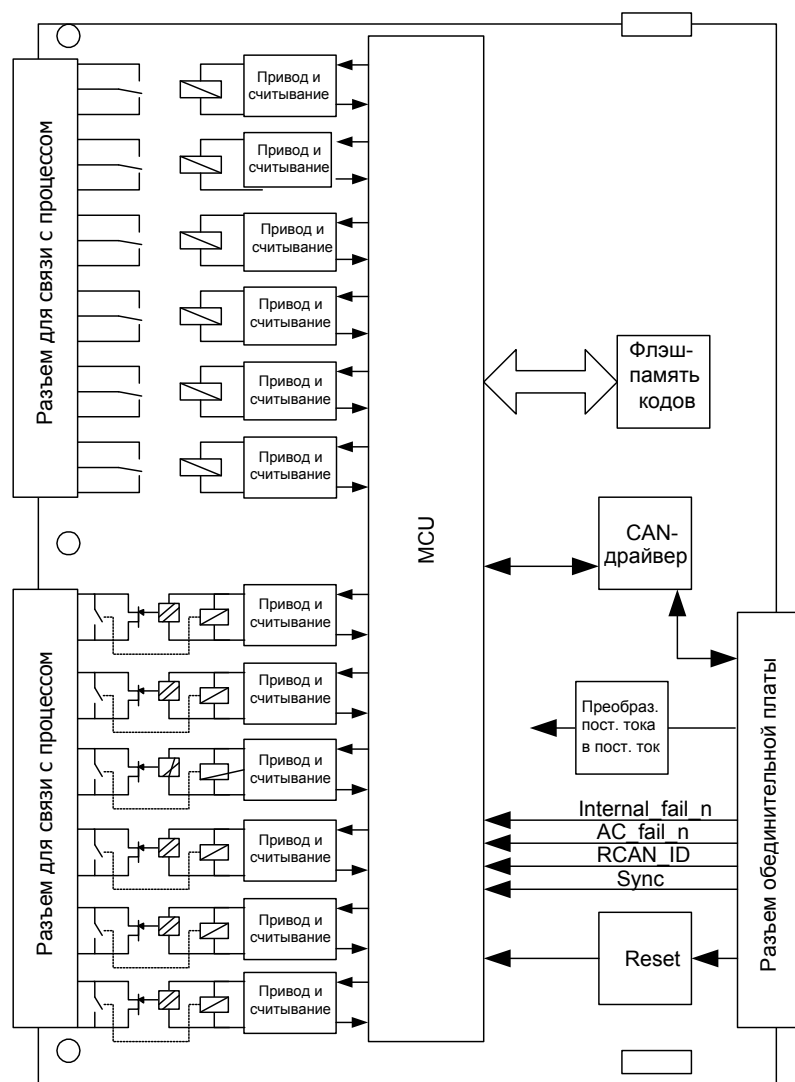 Разъем для связи с процессом
Привод и
считывание
Привод и
считывание
Привод и
считывание
Привод и
считывание
Привод и
считывание
Привод и
считывание
MCU
Флэш-
память
кодов
CAN-
драйвер
Разъем для связи с процессом
Привод и
считывание
Привод и
считывание
Привод и
считывание
Привод и
считывание
Привод и
считывание
Привод и
считывание
Преобраз.
пост. тока
в пост. ток
Internal_fail_n
AC_fail_n
RCAN_ID
Sync
Reset
Разъем обединительной платы